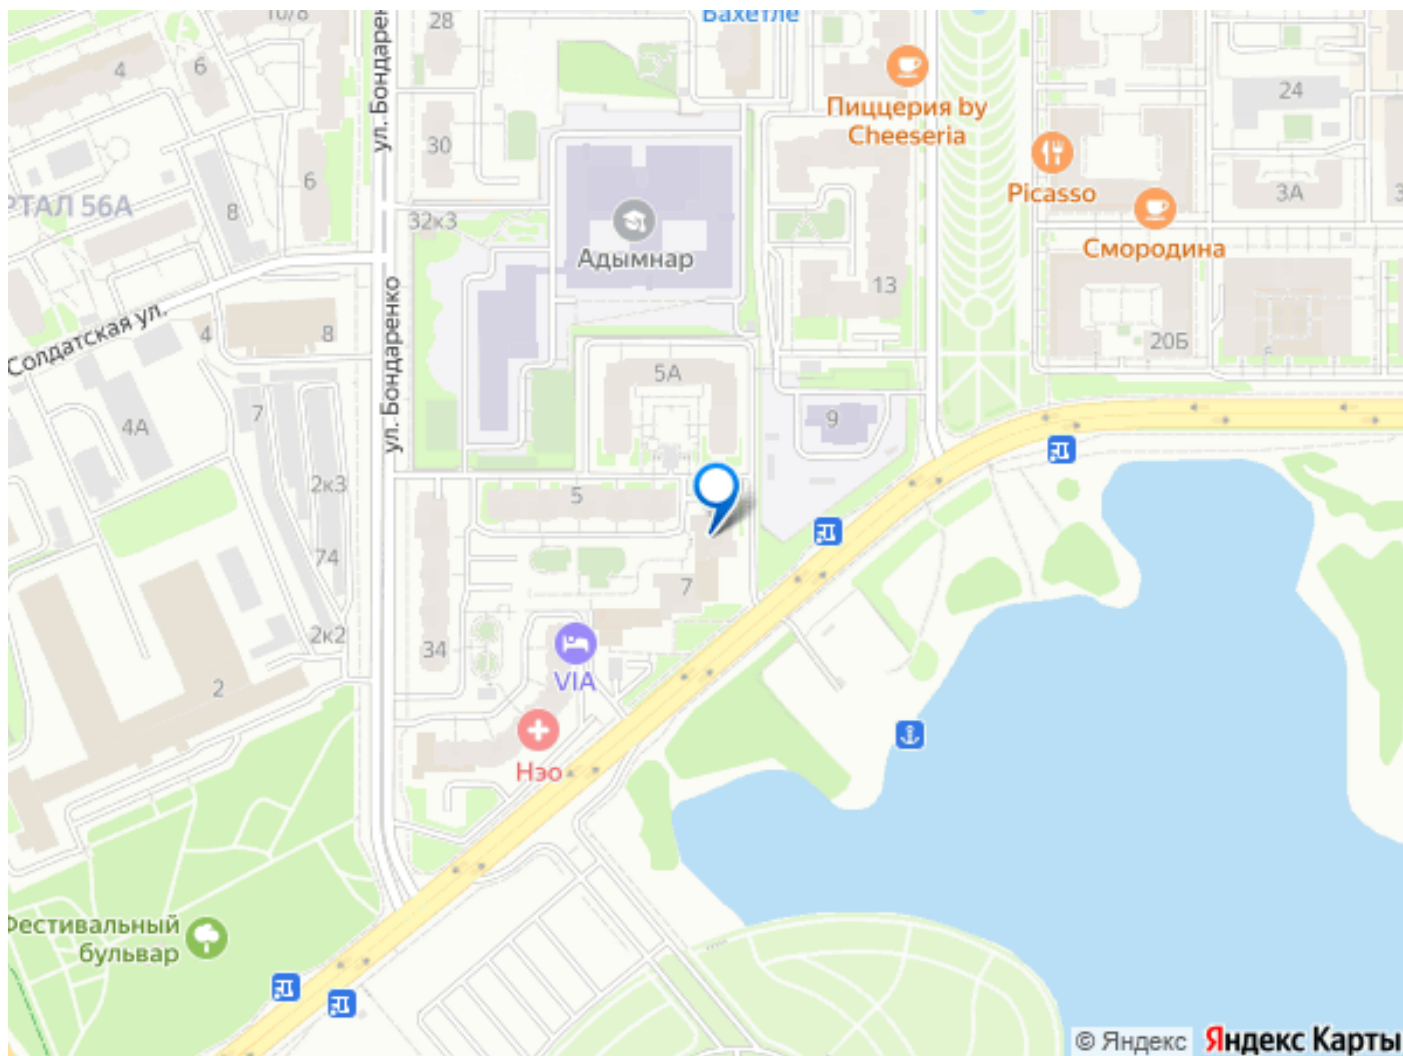 10/8
28
Бахетле
4
6
ул. Бондаренко
Пиццерия by
Cheeseria
24
30
6
Picasso
3А
РТАЛ 56А
8
32к3
Адымнар
Смородина
13
Солдатская ул.
4
8
ул. Бондаренко
20Б
5А
7
4А
9
2к3
5
74
7
2к2
34
VIA
2
Нэо
Фестивальный
бульвар
© Яндекс Яндекс Карты